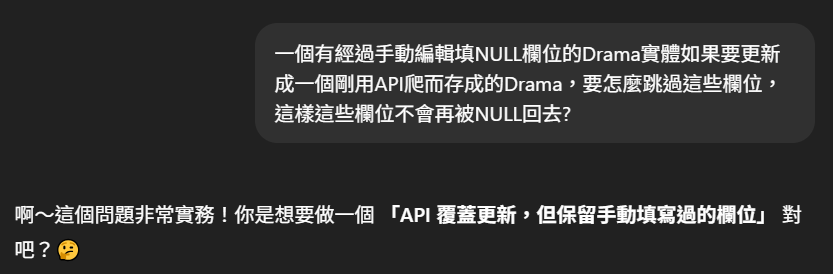 一個有經過手動編輯填NULL欄位的Drama實體如果要更新
成一個剛用API爬而存成的Drama，要怎麼跳過這些欄位，
這樣這些欄位不會再被NULL回去?
啊～這個問題非常實務！你是想要做一個 「API 覆蓋更新，但保留手動填寫過的欄位」 對
吧？🤔